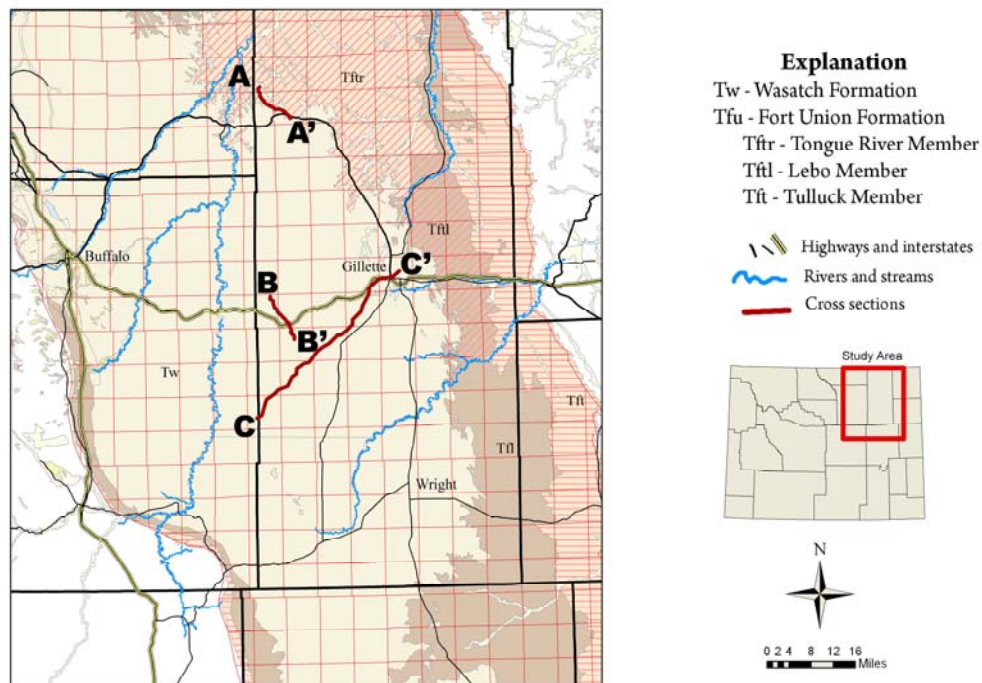 A
Tftr
A'
Buffalo
Tftl
Gillette
C'
B
B'
Tw
C
Tft
Tfl
Wright
Explanation
Tw - Wasatch Formation
Tfu - Fort Union Formation
Tftr - Tongue River Member
Tftl - Lebo Member
Tft - Tulluck Member
Highways and interstates
Rivers and streams
Cross sections
Study Area
N
0 2 4 8 12 16
Miles